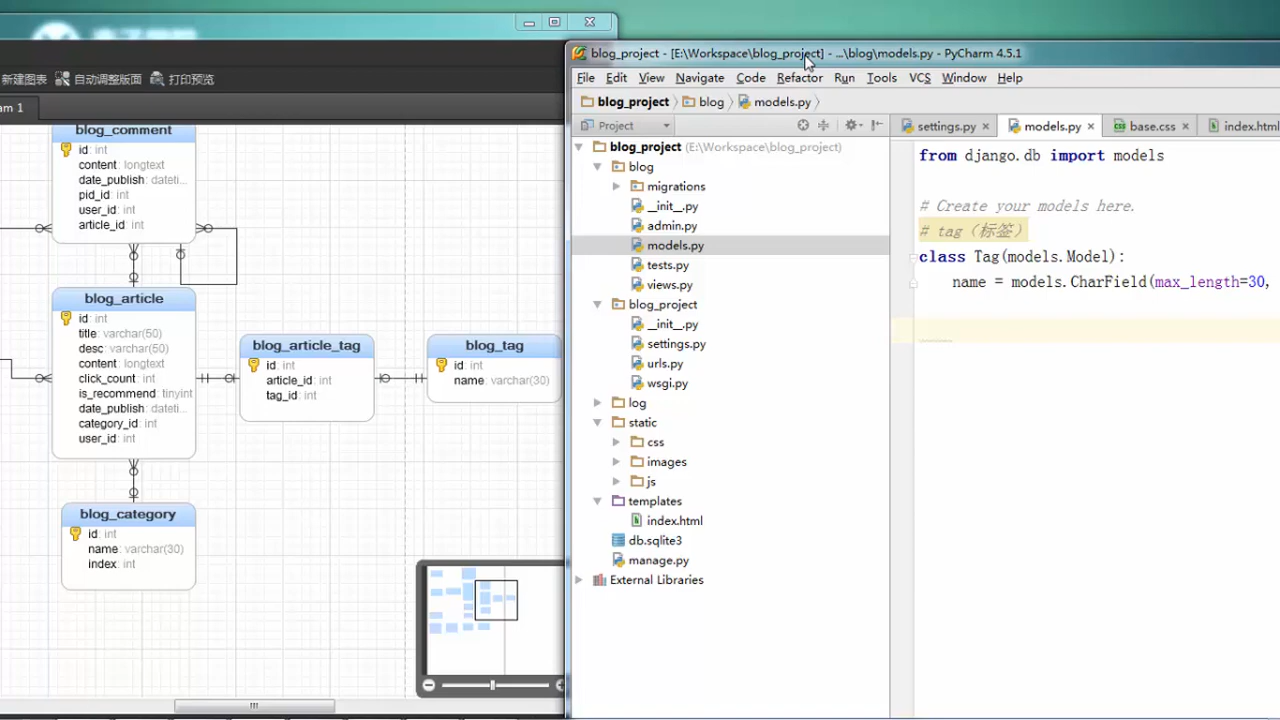 新建图表 自动调整版面 打印预览
am 1
blog_comment
id: int
content: longtext
date_publish: dateti...
pid_id: int
user_id: int
article_id: int
blog_article
id: int
title: varchar(50)
desc: varchar(50)
content: longtext
click_count: int
is_recommend: tinyint
date_publish: dateti...
category_id: int
user_id: int
blog_article_tag
id: int
article_id: int
tag_id: int
blog_tag
id: int
name: varchar(30)
blog_category
id: int
name: varchar(30)
index: int
blog_project - [E:\Workspace\blog_project] - ...\blog\models.py - PyCharm 4.5.1
File Edit View Navigate Code Refactor Run Tools VCS Window Help
blog_project blog models.py
Project
settings.py models.py base.css index.html
blog_project (E:\Workspace\blog_project)
blog
migrations
__init__.py
admin.py
models.py
tests.py
views.py
blog_project
__init__.py
settings.py
urls.py
wsgi.py
log
static
css
images
js
templates
index.html
db.sqlite3
manage.py
External Libraries
from django.db import models
# Create your models here.
# tag（标签）
class Tag(models.Model):
name = models.CharField(max_length=30,